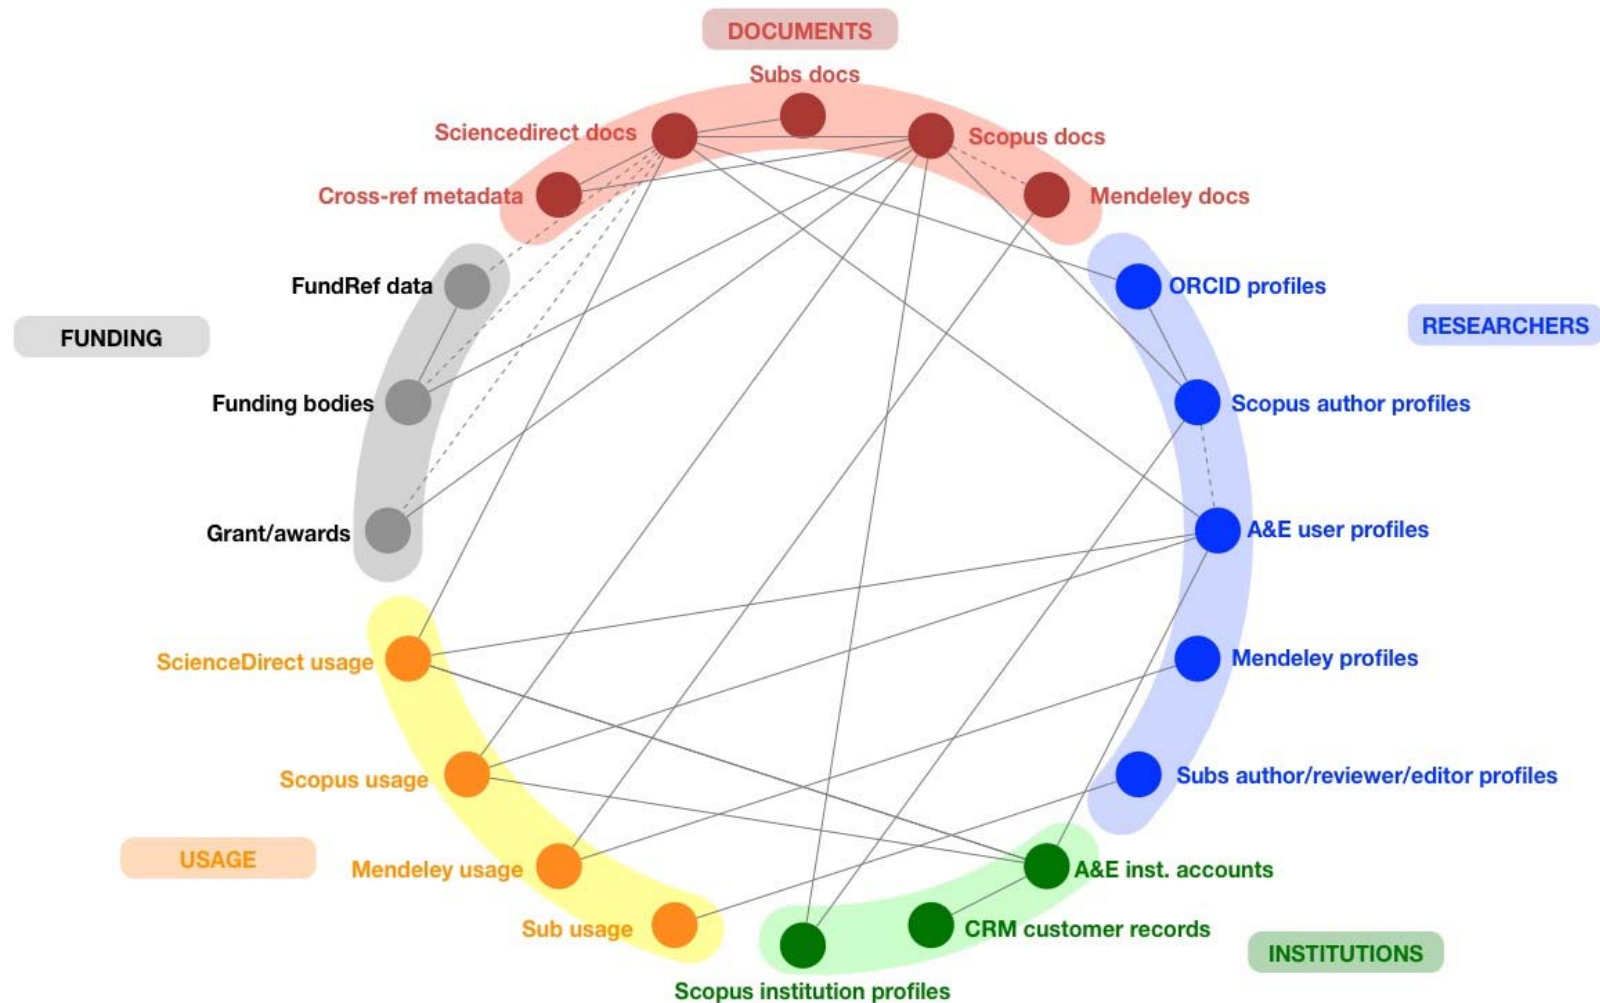 DOCUMENTS
Subs docs
Sciencedirect docs
Scopus docs
Cross-ref metadata
Mendeley docs
FundRef data
ORCID profiles
FUNDING
RESEARCHERS
Funding bodies
Scopus author profiles
Grant/awards
A&E user profiles
ScienceDirect usage
Mendeley profiles
Scopus usage
Subs author/reviewer/editor profiles
USAGE
Mendeley usage
A&E inst. accounts
Sub usage
CRM customer records
INSTITUTIONS
Scopus institution profiles